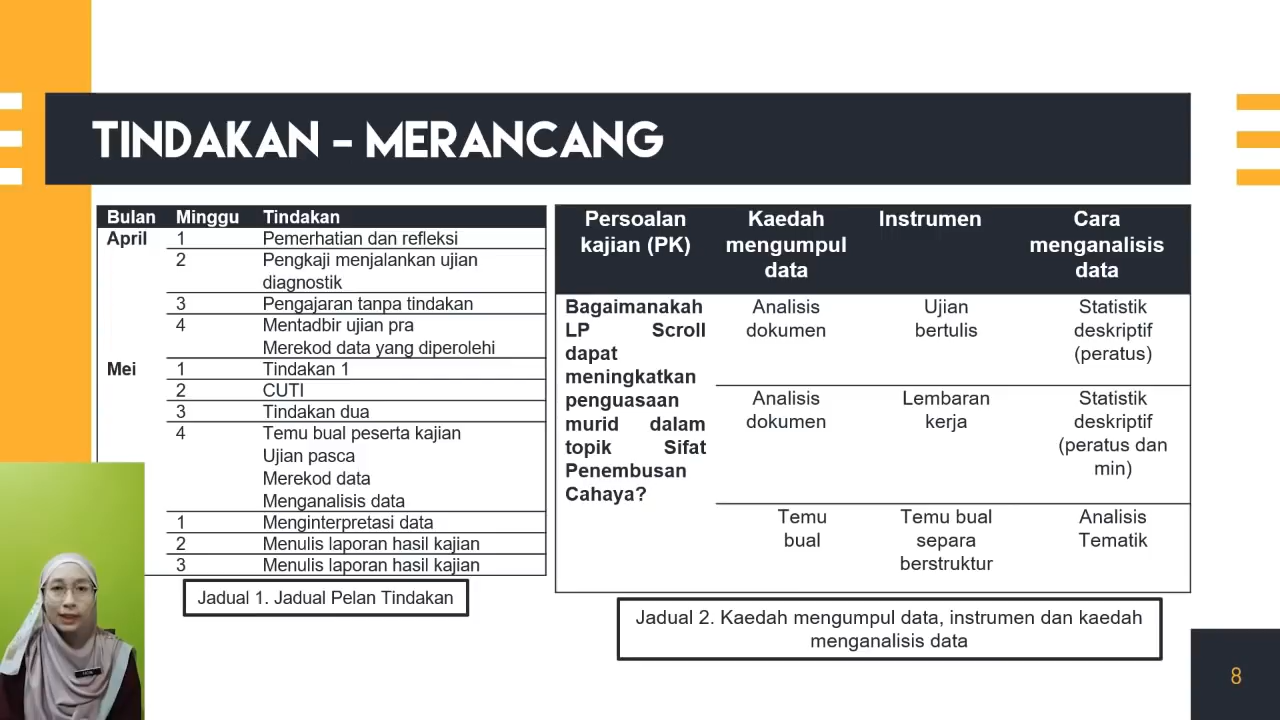 TINDAKAN – MERANCANG
Bulan Minggu Tindakan
April 1 Pemerhatian dan refleksi
2 Pengkaji menjalankan ujian
diagnostik
3 Pengajaran tanpa tindakan
4 Mentadbir ujian pra
Merekod data yang diperolehi
Mei 1 Tindakan 1
2 CUTI
3 Tindakan dua
4 Temu bual peserta kajian
Ujian pasca
Merekod data
Menganalisis data
1 Menginterpretasi data
2 Menulis laporan hasil kajian
3 Menulis laporan hasil kajian
Jadual 1. Jadual Pelan Tindakan
Persoalan
kajian (PK)
Kaedah
mengumpul
data
Instrumen
Cara
menganalisis
data
Bagaimanakah
LP Scroll
dapat
meningkatkan
penguasaan
murid dalam
topik Sifat
Penembusan
Cahaya?
Analisis
dokumen
Ujian
bertulis
Statistik
deskriptif
(peratus)
Analisis
dokumen
Lembaran
kerja
Statistik
deskriptif
(peratus dan
min)
Temu
bual
Temu bual
separa
berstruktur
Analisis
Tematik
Jadual 2. Kaedah mengumpul data, instrumen dan kaedah
menganalisis data
8